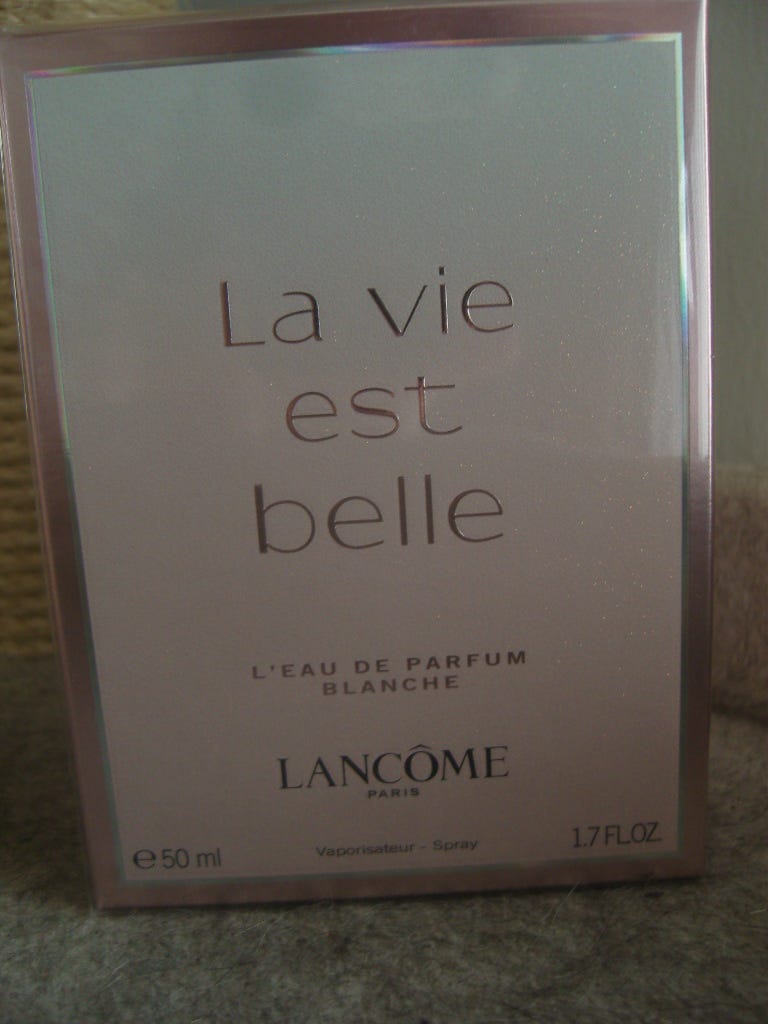 La vie
est
belle
L'EAU DE PARFUM
BLANCHE
LANCÔME
PARIS
℮50 ml
Vaporisateur - Spray
1.7 FL.OZ.